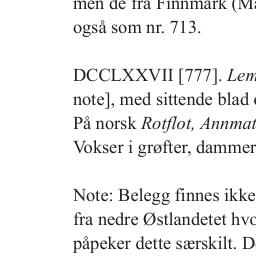 men de fra Finnmark (Ma
også som nr. 713.
DCCLXXVII [777]. Lem
note], med sittende blad o
På norsk Rotflot, Annmat
Vokser i grøfter, dammer
Note: Belegg finnes ikke
fra nedre Østlandetet hvo
påpeker dette særskilt. D